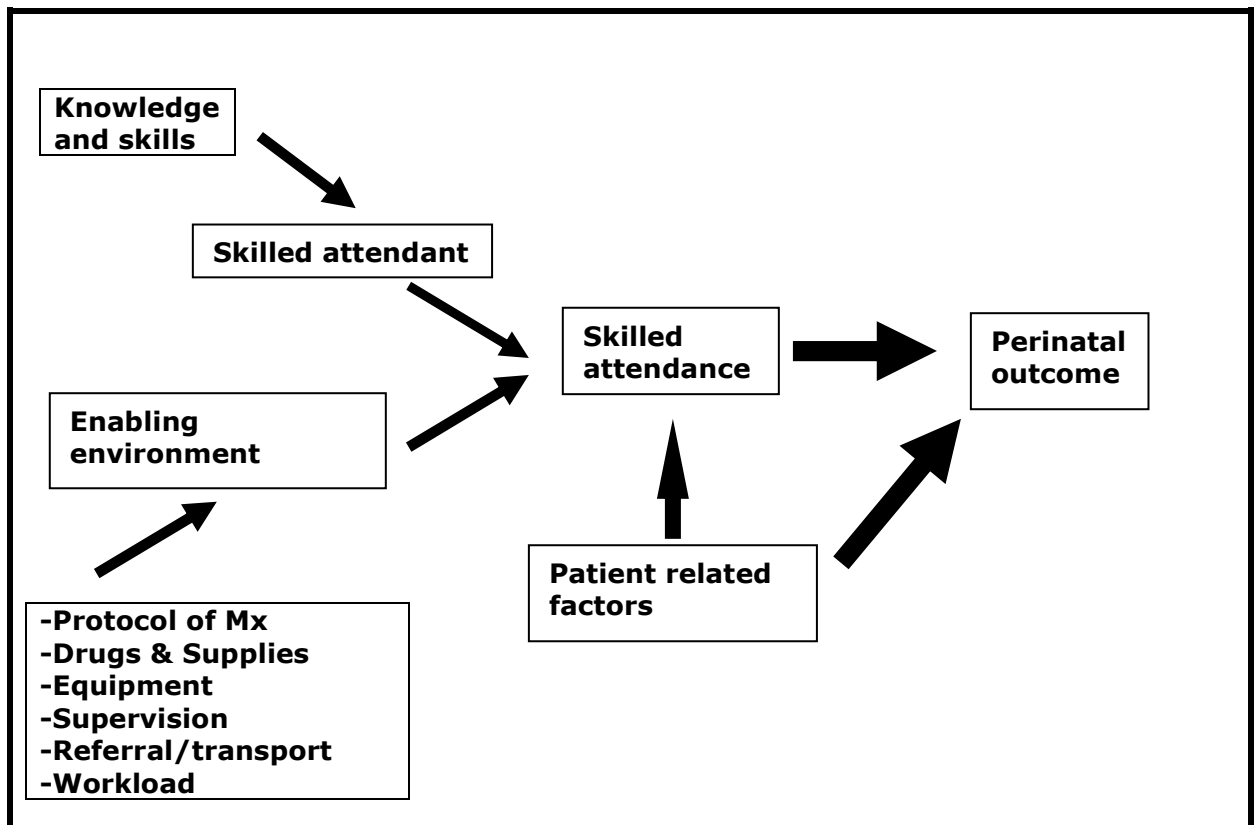 Knowledge
and skills
Skilled attendant
Skilled
attendance
Perinatal
outcome
Enabling
environment
Patient related
factors
-Protocol of Mx
-Drugs & Supplies
-Equipment
-Supervision
-Referral/transport
-Workload